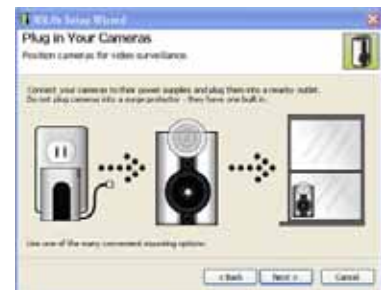 Setup Wizard
Plug in Your Cameras
Position cameras for video surveillance.
Connect your cameras to their power supplies and plug them into a nearby outlet.
Do not plug cameras into a surge protector - they have one built in.
Use one of the many convenient mounting options.
< Back
Next >
Cancel